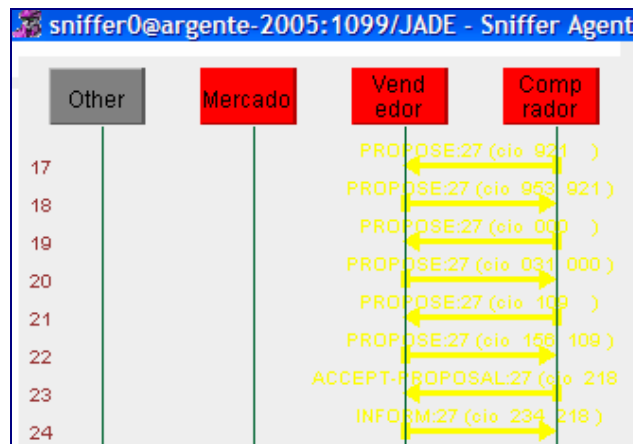 sniffer0@argente-2005:1099/JADE - Sniffer Agent
Other
Mercado
Vend
edor
Comp
rador
PROPOSE:27 (cio 921 )
17
PROPOSE:27 (cio 953 921 )
18
PROPOSE:27 (cio 000 )
19
PROPOSE:27 (cio 031 000 )
20
PROPOSE:27 (cio 109 )
21
PROPOSE:27 (cio 156 109 )
22
ACCEPT-PROPOSAL:27 (cio 218
23
INFORM:27 (cio 234 218 )
24